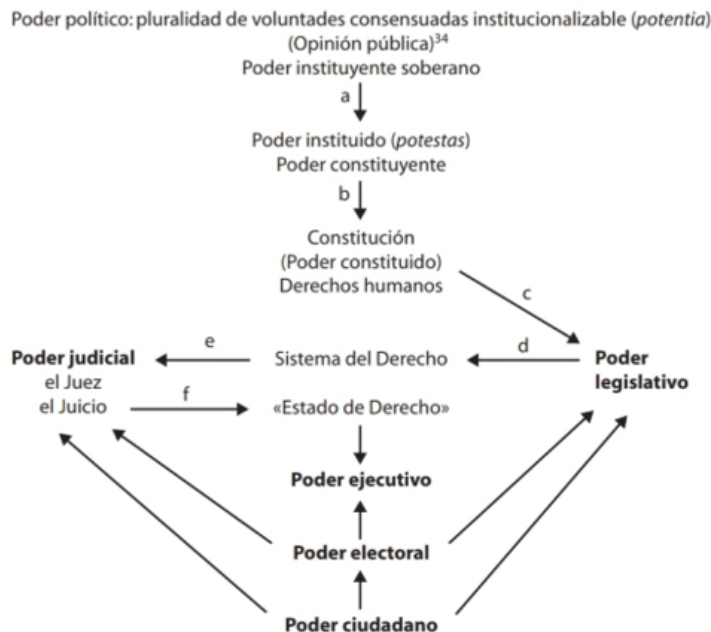 Poder político: pluralidad de voluntades consensuadas institucionalizable (potentia)
(Opinión pública)34
Poder instituyente soberano
a
Poder instituido (potestas)
Poder constituyente
b
Constitución
(Poder constituido)
Derechos humanos
c
Poder judicial
el Juez
el Juicio
e
Sistema del Derecho
d
Poder
legislativo
f
«Estado de Derecho»
Poder ejecutivo
Poder electoral
Poder ciudadano